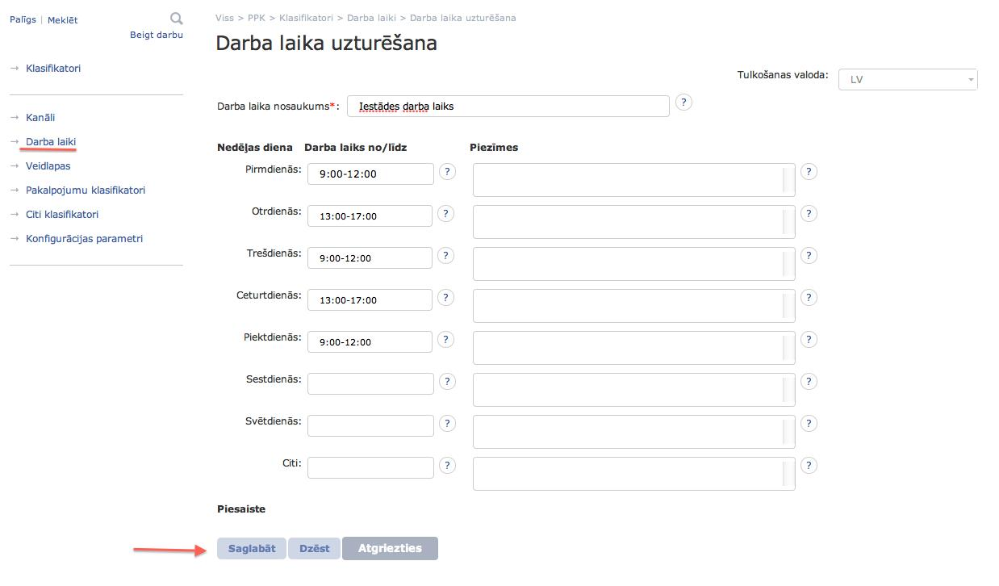 Palīgs | Meklēt
Beigt darbu
Klasifikatori
Kanāli
Darba laiki
Veidlapas
Pakalpojumu klasifikatori
Citi klasifikatori
Konfigurācijas parametri
Viss > PPK > Klasifikatori > Darba laiki > Darba laika uzturēšana
Darba laika uzturēšana
Tulkošanas valoda: LV
Darba laika nosaukums*: Iestādes darba laiks ?
Nedēļas diena Darba laiks no/līdz Piezīmes
Pirmdienās: 9:00-12:00 ? ?
Otrdienās: 13:00-17:00 ? ?
Trešdienās: 9:00-12:00 ? ?
Ceturtdienās: 13:00-17:00 ? ?
Piektdienās: 9:00-12:00 ? ?
Sestdienās: ? ?
Svētdienās: ? ?
Citi: ? ?
Piesaiste
Saglabāt Dzēst Atgriezties